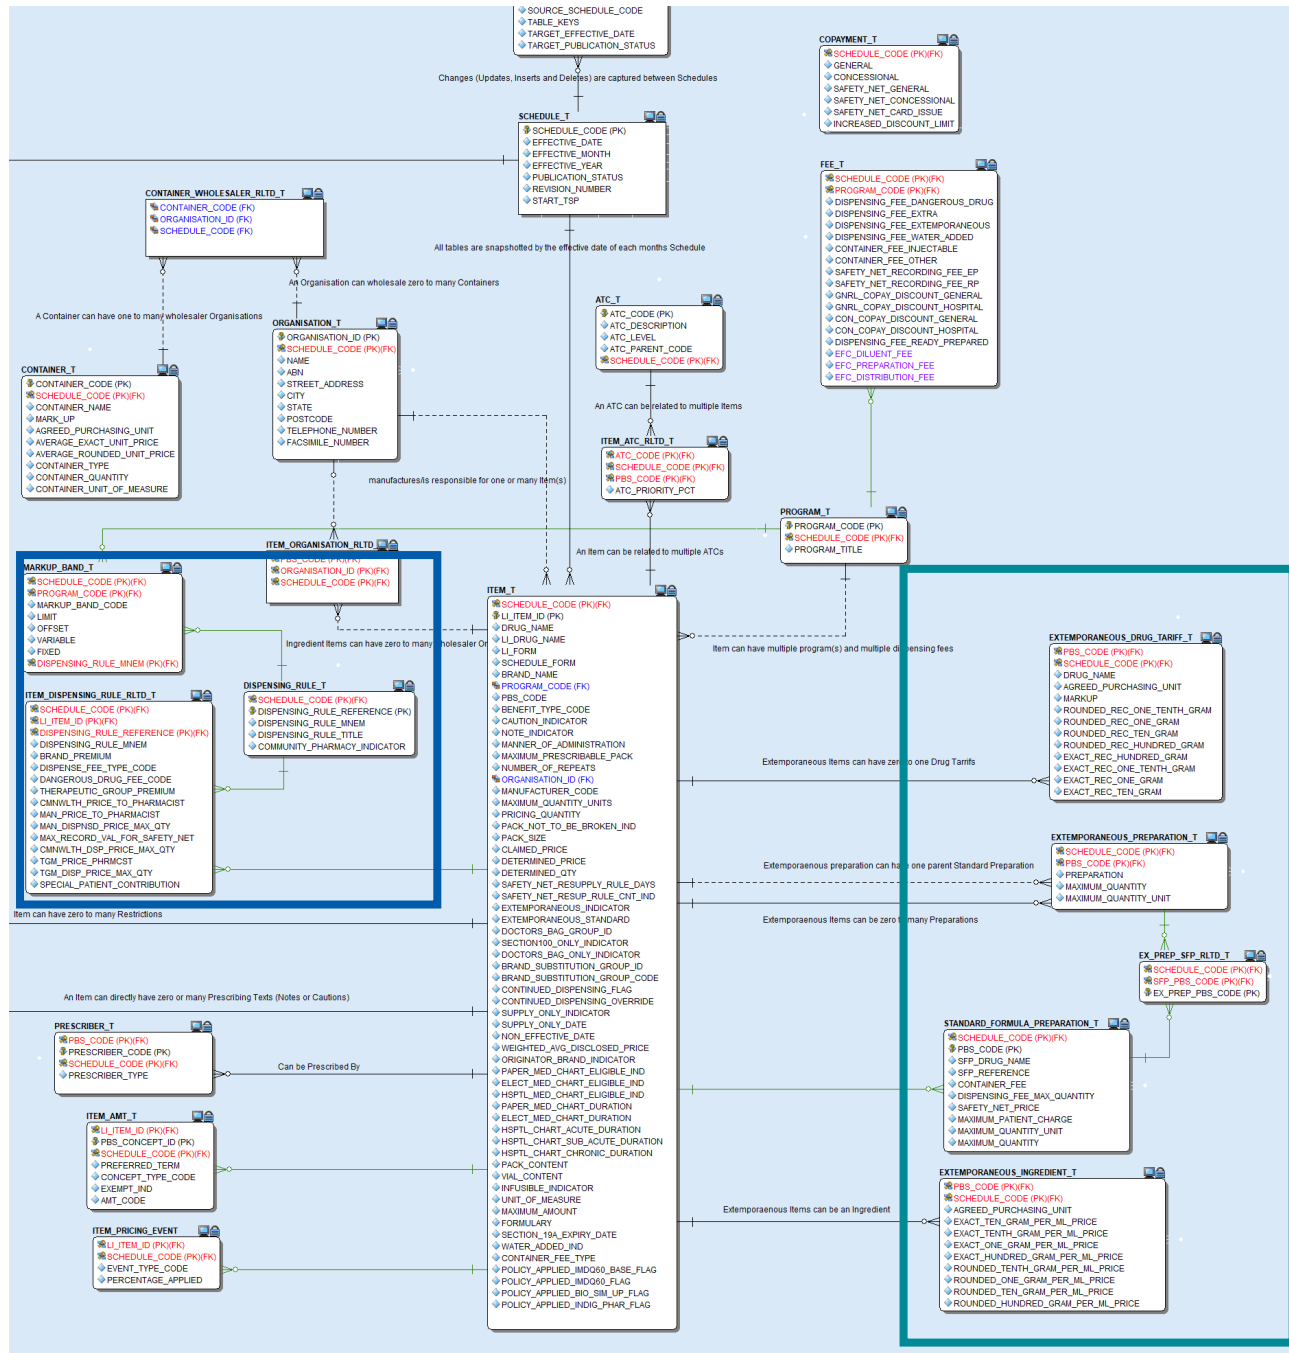 SOURCE_SCHEDULE_CODE
TABLE_KEYS
TARGET_EFFECTIVE_DATE
TARGET_PUBLICATION_STATUS
Changes (Updates, Inserts and Deletes) are captured between Schedules
COPAYMENT_T
SCHEDULE_CODE (PK)(FK)
GENERAL
CONCESSIONAL
SAFETY_NET_GENERAL
SAFETY_NET_CONCESSIONAL
SAFETY_NET_CARD_ISSUE
INCREASED_DISCOUNT_LIMIT
SCHEDULE_T
SCHEDULE_CODE (PK)
EFFECTIVE_DATE
EFFECTIVE_MONTH
EFFECTIVE_YEAR
PUBLICATION_STATUS
REVISION_NUMBER
START_TSP
All tables are snapshotted by the effective date of each months Schedule
FEE_T
SCHEDULE_CODE (PK)(FK)
PROGRAM_CODE (PK)(FK)
DISPENSING_FEE_DANGEROUS_DRUG
DISPENSING_FEE_EXTRA
DISPENSING_FEE_EXTEMPORANEOUS
DISPENSING_FEE_WATER_ADDED
CONTAINER_FEE_INJECTABLE
CONTAINER_FEE_OTHER
SAFETY_NET_RECORDING_FEE_EP
SAFETY_NET_RECORDING_FEE_RP
GNRL_COPAY_DISCOUNT_GENERAL
GNRL_COPAY_DISCOUNT_HOSPITAL
CON_COPAY_DISCOUNT_GENERAL
CON_COPAY_DISCOUNT_HOSPITAL
DISPENSING_FEE_READY_PREPARED
EFC_DILUENT_FEE
EFC_PREPARATION_FEE
EFC_DISTRIBUTION_FEE
CONTAINER_WHOLESALER_RLTD_T
CONTAINER_CODE (FK)
ORGANISATION_ID (FK)
SCHEDULE_CODE (FK)
An Organisation can wholesale zero to many Containers
A Container can have one to many wholesaler Organisations
ORGANISATION_T
ORGANISATION_ID (PK)
SCHEDULE_CODE (PK)(FK)
NAME
ABN
STREET_ADDRESS
CITY
STATE
POSTCODE
TELEPHONE_NUMBER
FACSIMILE_NUMBER
manufactures/is responsible for one or many Item(s)
ATC_T
ATC_CODE (PK)
ATC_DESCRIPTION
ATC_LEVEL
ATC_PARENT_CODE
SCHEDULE_CODE (PK)(FK)
An ATC can be related to multiple Items
CONTAINER_T
CONTAINER_CODE (PK)
SCHEDULE_CODE (PK)(FK)
CONTAINER_NAME
MARK_UP
AGREED_PURCHASING_UNIT
AVERAGE_EXACT_UNIT_PRICE
AVERAGE_ROUNDED_UNIT_PRICE
CONTAINER_TYPE
CONTAINER_QUANTITY
CONTAINER_UNIT_OF_MEASURE
ITEM_ATC_RLTD_T
ATC_CODE (PK)(FK)
SCHEDULE_CODE (PK)(FK)
PBS_CODE (PK)(FK)
ATC_PRIORITY_PCT
An Item can be related to multiple ATCs
PROGRAM_T
PROGRAM_CODE (PK)
SCHEDULE_CODE (PK)(FK)
PROGRAM_TITLE
Item can have multiple program(s) and multiple dispensing fees
ITEM_ORGANISATION_RLTD_
PBS_CODE (PK)(FK)
ORGANISATION_ID (PK)(FK)
SCHEDULE_CODE (PK)(FK)
Ingredient Items can have zero to many wholesaler Or
MARKUP_BAND_T
SCHEDULE_CODE (PK)(FK)
PROGRAM_CODE (PK)(FK)
MARKUP_BAND_CODE
LIMIT
OFFSET
VARIABLE
FIXED
DISPENSING_RULE_MNEM (PK)(FK)
DISPENSING_RULE_T
SCHEDULE_CODE (PK)(FK)
DISPENSING_RULE_REFERENCE (PK)
DISPENSING_RULE_MNEM
DISPENSING_RULE_TITLE
COMMUNITY_PHARMACY_INDICATOR
ITEM_DISPENSING_RULE_RLTD_T
SCHEDULE_CODE (PK)(FK)
LI_ITEM_ID (PK)(FK)
DISPENSING_RULE_REFERENCE (PK)(FK)
DISPENSING_RULE_MNEM
BRAND_PREMIUM
DISPENSE_FEE_TYPE_CODE
DANGEROUS_DRUG_FEE_CODE
THERAPEUTIC_GROUP_PREMIUM
CMNWLTH_PRICE_TO_PHARMACIST
MAN_PRICE_TO_PHARMACIST
MAN_DISPNSD_PRICE_MAX_QTY
MAX_RECORD_VAL_FOR_SAFETY_NET
CMNWLTH_DSP_PRICE_MAX_QTY
TGM_PRICE_PHRMCST
TGM_DISP_PRICE_MAX_QTY
SPECIAL_PATIENT_CONTRIBUTION
Item can have zero to many Restrictions
An Item can directly have zero or many Prescribing Texts (Notes or Cautions)
PRESCRIBER_T
PBS_CODE (PK)(FK)
PRESCRIBER_CODE (PK)
SCHEDULE_CODE (PK)(FK)
PRESCRIBER_TYPE
Can be Prescribed By
ITEM_AMT_T
LI_ITEM_ID (PK)(FK)
PBS_CONCEPT_ID (PK)
SCHEDULE_CODE (PK)(FK)
PREFERRED_TERM
CONCEPT_TYPE_CODE
EXEMPT_IND
AMT_CODE
ITEM_PRICING_EVENT
LI_ITEM_ID (PK)(FK)
SCHEDULE_CODE (PK)(FK)
EVENT_TYPE_CODE
PERCENTAGE_APPLIED
ITEM_T
SCHEDULE_CODE (PK)(FK)
LI_ITEM_ID (PK)
DRUG_NAME
LI_DRUG_NAME
LI_FORM
SCHEDULE_FORM
BRAND_NAME
PROGRAM_CODE (FK)
PBS_CODE
BENEFIT_TYPE_CODE
CAUTION_INDICATOR
NOTE_INDICATOR
MANNER_OF_ADMINISTRATION
MAXIMUM_PRESCRIBABLE_PACK
NUMBER_OF_REPEATS
ORGANISATION_ID (FK)
MANUFACTURER_CODE
MAXIMUM_QUANTITY_UNITS
PRICING_QUANTITY
PACK_NOT_TO_BE_BROKEN_IND
PACK_SIZE
CLAIMED_PRICE
DETERMINED_PRICE
DETERMINED_QTY
SAFETY_NET_RESUPPLY_RULE_DAYS
SAFETY_NET_RESUP_RULE_CNT_IND
EXTEMPORANEOUS_INDICATOR
EXTEMPORANEOUS_STANDARD
DOCTORS_BAG_GROUP_ID
SECTION100_ONLY_INDICATOR
DOCTORS_BAG_ONLY_INDICATOR
BRAND_SUBSTITUTION_GROUP_ID
BRAND_SUBSTITUTION_GROUP_CODE
CONTINUED_DISPENSING_FLAG
CONTINUED_DISPENSING_OVERRIDE
SUPPLY_ONLY_INDICATOR
SUPPLY_ONLY_DATE
NON_EFFECTIVE_DATE
WEIGHTED_AVG_DISCLOSED_PRICE
ORIGINATOR_BRAND_INDICATOR
PAPER_MED_CHART_ELIGIBLE_IND
ELECT_MED_CHART_ELIGIBLE_IND
HSPTL_MED_CHART_ELIGIBLE_IND
PAPER_MED_CHART_DURATION
ELECT_MED_CHART_DURATION
HSPTL_CHART_ACUTE_DURATION
HSPTL_CHART_SUB_ACUTE_DURATION
HSPTL_CHART_CHRONIC_DURATION
PACK_CONTENT
VIAL_CONTENT
INFUSIBLE_INDICATOR
UNIT_OF_MEASURE
MAXIMUM_AMOUNT
FORMULARY
SECTION_19A_EXPIRY_DATE
WATER_ADDED_IND
CONTAINER_FEE_TYPE
POLICY_APPLIED_IMDQ60_BASE_FLAG
POLICY_APPLIED_IMDQ60_FLAG
POLICY_APPLIED_BIO_SIM_UP_FLAG
POLICY_APPLIED_INDIG_PHAR_FLAG
EXTEMPORANEOUS_DRUG_TARIFF_T
PBS_CODE (PK)(FK)
SCHEDULE_CODE (PK)(FK)
DRUG_NAME
AGREED_PURCHASING_UNIT
MARKUP
ROUNDED_REC_ONE_TENTH_GRAM
ROUNDED_REC_ONE_GRAM
ROUNDED_REC_TEN_GRAM
ROUNDED_REC_HUNDRED_GRAM
EXACT_REC_HUNDRED_GRAM
EXACT_REC_ONE_TENTH_GRAM
EXACT_REC_ONE_GRAM
EXACT_REC_TEN_GRAM
Extemporaneous Items can have zero to one Drug Tarrifs
EXTEMPORANEOUS_PREPARATION_T
SCHEDULE_CODE (PK)(FK)
PBS_CODE (PK)(FK)
PREPARATION
MAXIMUM_QUANTITY
MAXIMUM_QUANTITY_UNIT
Extemporaenous preparation can have one parent Standard Preparation
Extemporaenous Items can be zero to many Preparations
EX_PREP_SFP_RLTD_T
SCHEDULE_CODE (PK)(FK)
SFP_PBS_CODE (PK)(FK)
EX_PREP_PBS_CODE (PK)
STANDARD_FORMULA_PREPARATION_T
SCHEDULE_CODE (PK)(FK)
PBS_CODE (PK)
SFP_DRUG_NAME
SFP_REFERENCE
CONTAINER_FEE
DISPENSING_FEE_MAX_QUANTITY
SAFETY_NET_PRICE
MAXIMUM_PATIENT_CHARGE
MAXIMUM_QUANTITY_UNIT
MAXIMUM_QUANTITY
EXTEMPORANEOUS_INGREDIENT_T
PBS_CODE (PK)(FK)
SCHEDULE_CODE (PK)(FK)
AGREED_PURCHASING_UNIT
EXACT_TEN_GRAM_PER_ML_PRICE
EXACT_TENTH_GRAM_PER_ML_PRICE
EXACT_ONE_GRAM_PER_ML_PRICE
EXACT_HUNDRED_GRAM_PER_ML_PRICE
ROUNDED_TENTH_GRAM_PER_ML_PRICE
ROUNDED_ONE_GRAM_PER_ML_PRICE
ROUNDED_TEN_GRAM_PER_ML_PRICE
ROUNDED_HUNDRED_GRAM_PER_ML_PRICE
Extemporaenous Items can be an Ingredient